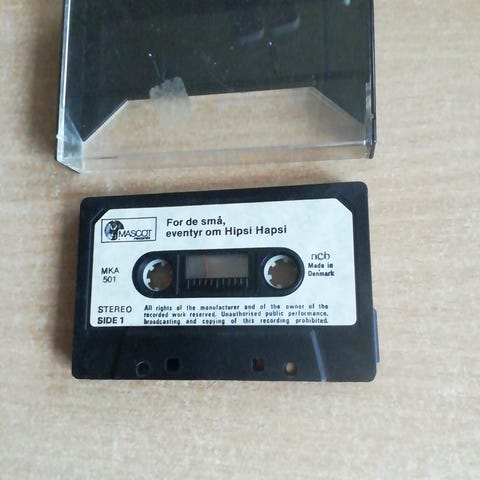 MASCOT
For de små,
eventyr om Hipsi Hapsi
MKA
501
ncb
Made in
Denmark
STEREO
SIDE 1
All rights of the manufacturer and of the owner of the
recorded work reserved. Unauthorised public performance,
broadcasting and copying of this recording prohibited.